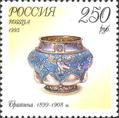 РОССИЯ 250
ROSSIJA руб.
1995
Братина. 1899-1908 гг.